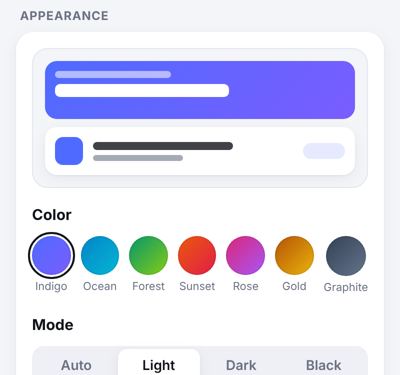 APPEARANCE
Color
Indigo Ocean Forest Sunset Rose Gold Graphite
Mode
Auto Light Dark Black